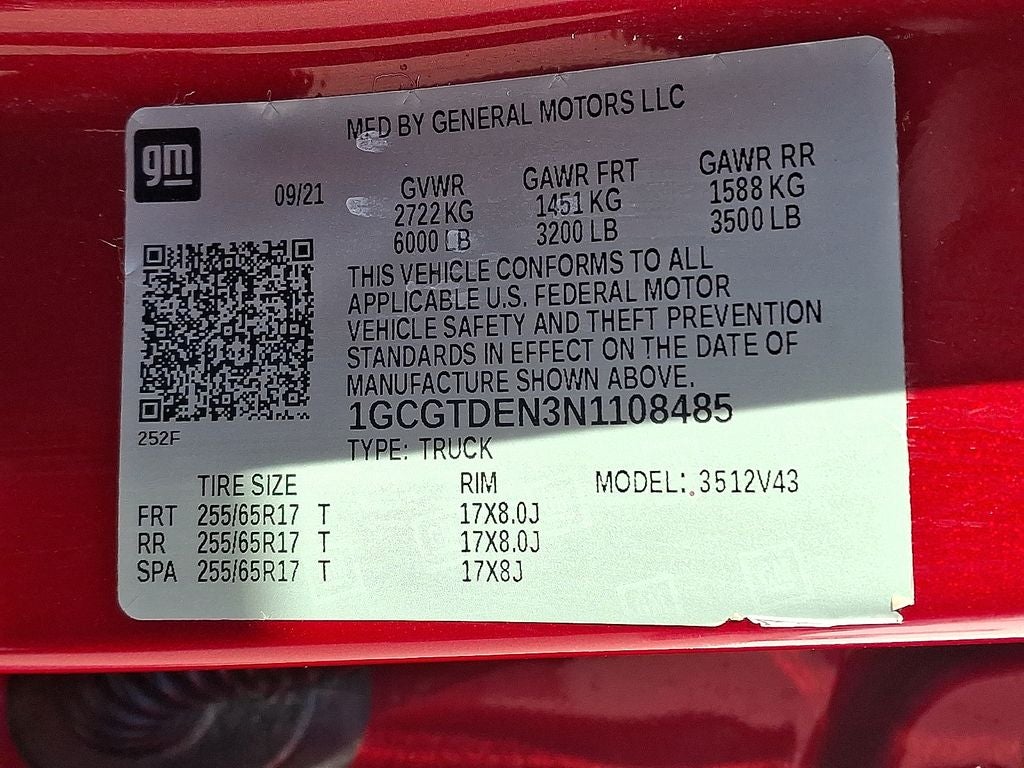 MFD BY GENERAL MOTORS LLC
gm
09/21
GVWR GAWR FRT GAWR RR
2722 KG 1451 KG 1588 KG
6000 LB 3200 LB 3500 LB
THIS VEHICLE CONFORMS TO ALL
APPLICABLE U.S. FEDERAL MOTOR
VEHICLE SAFETY AND THEFT PREVENTION
STANDARDS IN EFFECT ON THE DATE OF
MANUFACTURE SHOWN ABOVE.
1GCGTDEN3N1108485
252F
TYPE: TRUCK
TIRE SIZE RIM MODEL: 3512V43
FRT 255/65R17 T 17X8.0J
RR 255/65R17 T 17X8.0J
SPA 255/65R17 T 17X8J